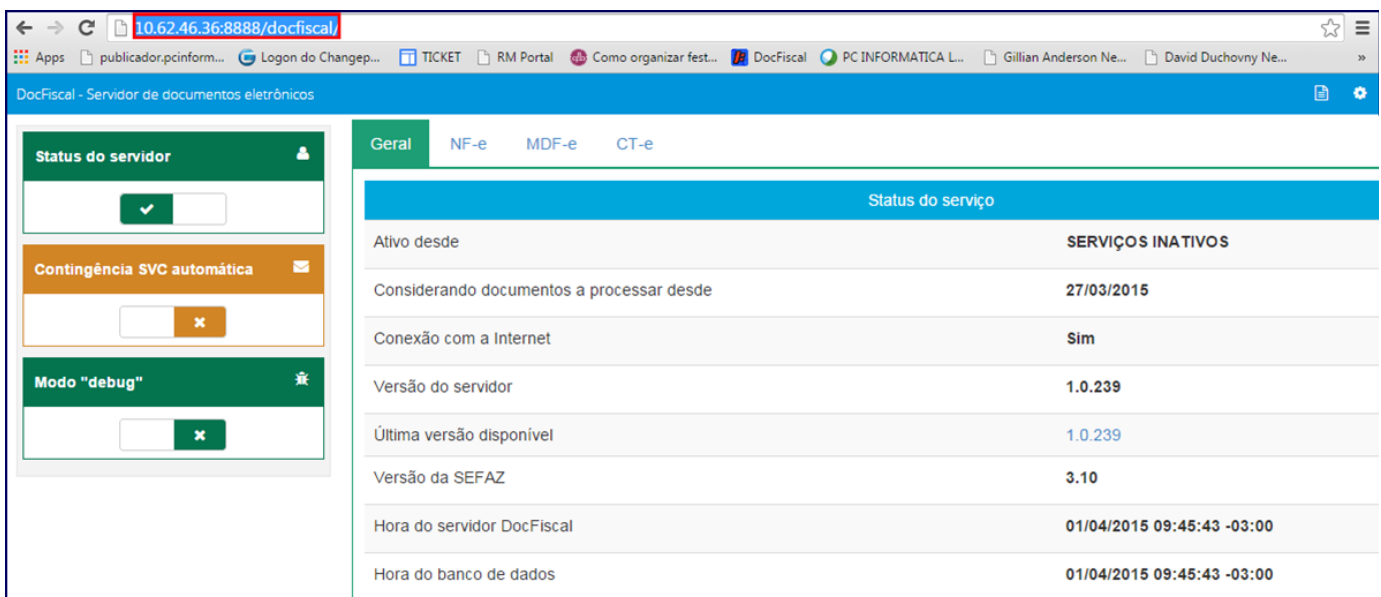 10.62.46.36:8888/docfiscal/
Apps publicador.pcinform... Logon do Changep... TICKET RM Portal Como organizar fest... DocFiscal PC INFORMATICA L... Gillian Anderson Ne... David Duchovny Ne... »
DocFiscal - Servidor de documentos eletrônicos
Status do servidor
Contingência SVC automática
Modo "debug"
Geral NF-e MDF-e CT-e
Status do serviço
Ativo desde SERVIÇOS INATIVOS
Considerando documentos a processar desde 27/03/2015
Conexão com a Internet Sim
Versão do servidor 1.0.239
Última versão disponível 1.0.239
Versão da SEFAZ 3.10
Hora do servidor DocFiscal 01/04/2015 09:45:43 -03:00
Hora do banco de dados 01/04/2015 09:45:43 -03:00